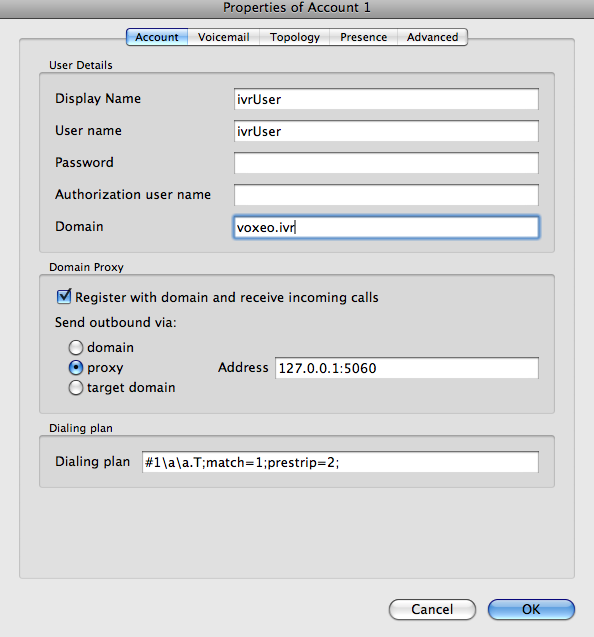 Properties of Account 1
Account Voicemail Topology Presence Advanced
User Details
Display Name ivrUser
User name ivrUser
Password
Authorization user name
Domain voxeo.ivr
Domain Proxy
Register with domain and receive incoming calls
Send outbound via:
domain
proxy Address 127.0.0.1:5060
target domain
Dialing plan
Dialing plan #1\a\a.T;match=1;prestrip=2;
Cancel OK